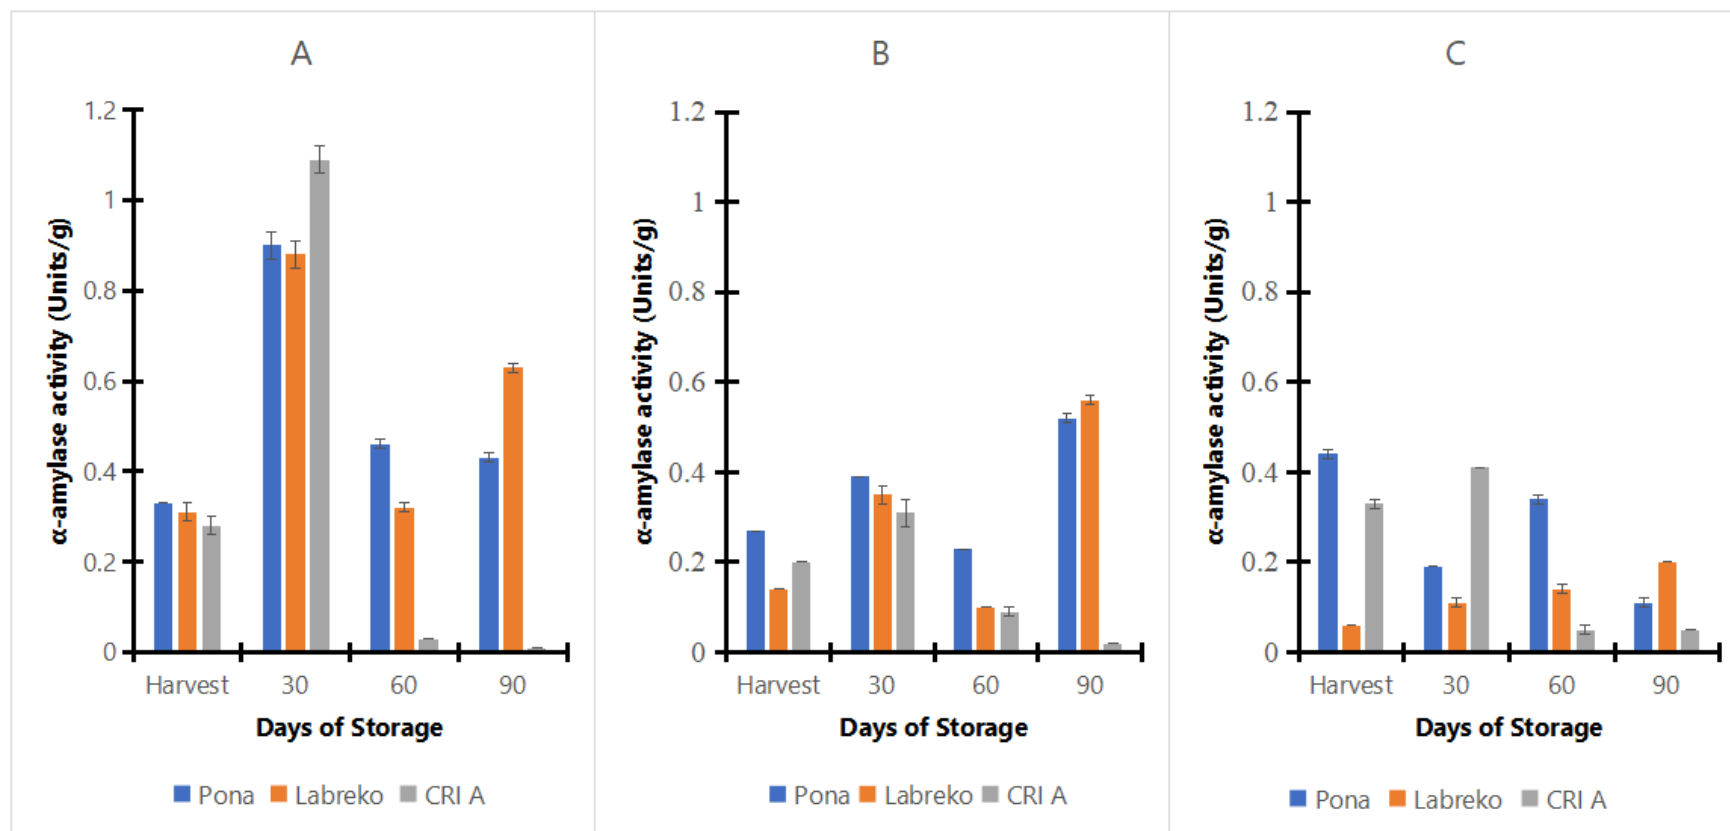 A
α-amylase activity (Units/g)
1.2
1
0.8
0.6
0.4
0.2
0
Harvest 30 60 90
Days of Storage
Pona Labreko CRI A
B
α-amylase activity (Units/g)
1.2
1
0.8
0.6
0.4
0.2
0
Harvest 30 60 90
Days of Storage
Pona Labreko CRI A
C
α-amylase activity (Units/g)
1.2
1
0.8
0.6
0.4
0.2
0
Harvest 30 60 90
Days of Storage
Pona Labreko CRI A